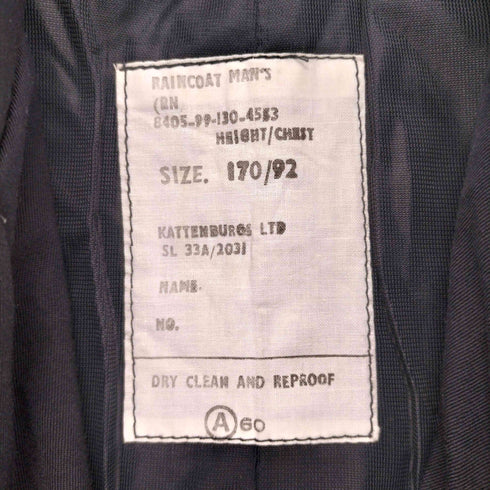 RAINCOAT MAN'S
(RN
8405-99-130-4583
HEIGHT/CHEST
SIZE. 170/92
KATTENBURGS LTD
SL 33A/2031
NAME.
NO.
DRY CLEAN AND REPROOF
A 60